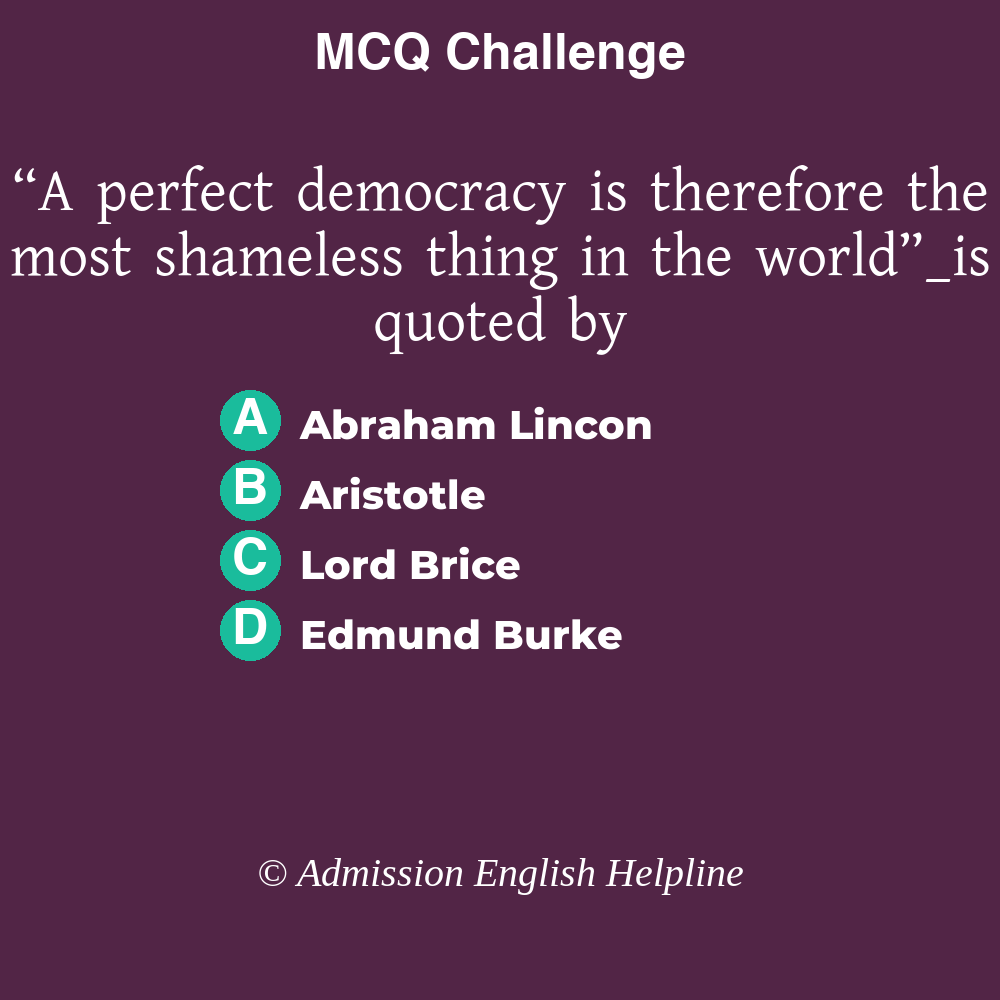 MCQ Challenge
“A perfect democracy is therefore the
most shameless thing in the world”_is
quoted by
A Abraham Lincon
B Aristotle
C Lord Brice
D Edmund Burke
© Admission English Helpline